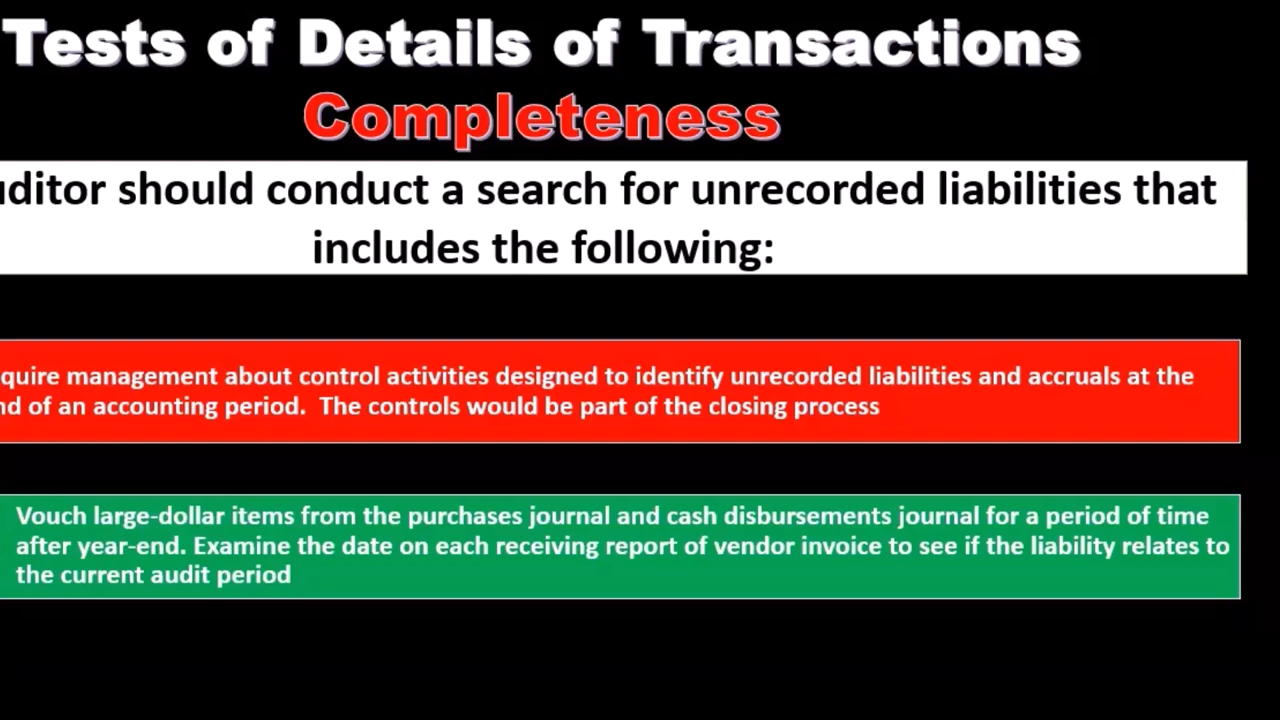 Tests of Details of Transactions
Completeness
uditor should conduct a search for unrecorded liabilities that
includes the following:
quire management about control activities designed to identify unrecorded liabilities and accruals at the
nd of an accounting period. The controls would be part of the closing process
Vouch large-dollar items from the purchases journal and cash disbursements journal for a period of time
after year-end. Examine the date on each receiving report of vendor invoice to see if the liability relates to
the current audit period